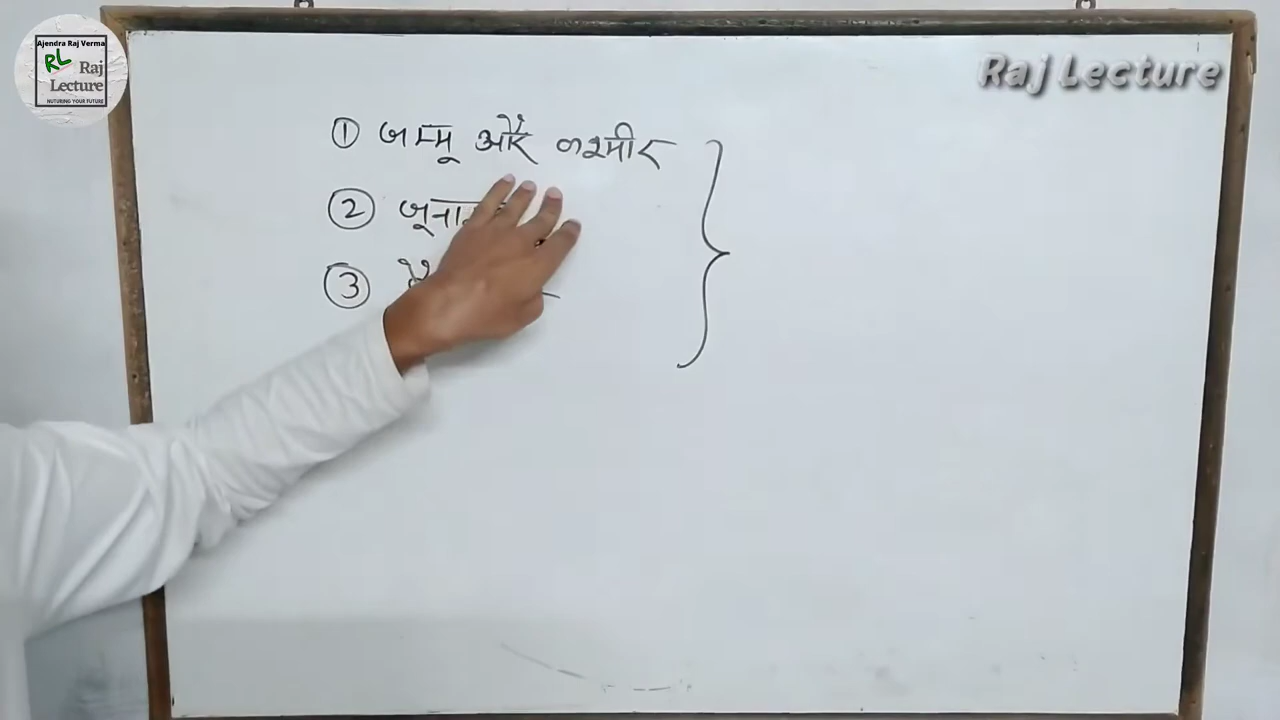 Ajendra Raj Verma
RL Raj
Lecture
NUTURING YOUR FUTURE
Raj Lecture
① जम्मू और कश्मीर
②
③